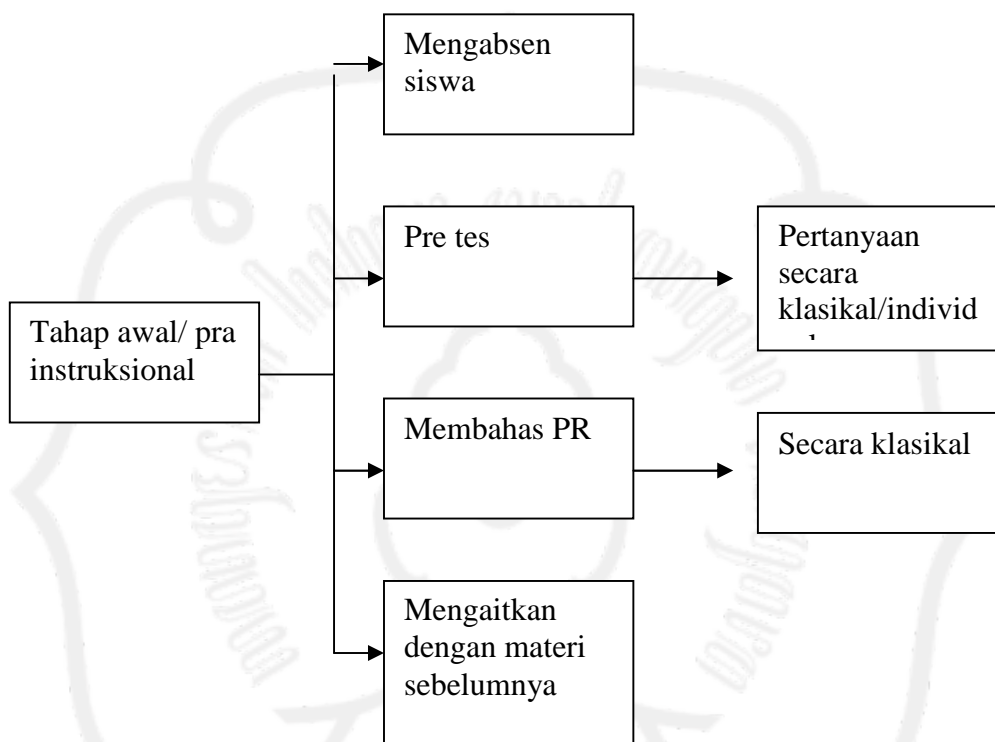 Mengabsen
siswa
Pre tes
Pertanyaan
secara
klasikal/individ
Tahap awal/ pra
instruksional
Membahas PR
Secara klasikal
Mengaitkan
dengan materi
sebelumnya